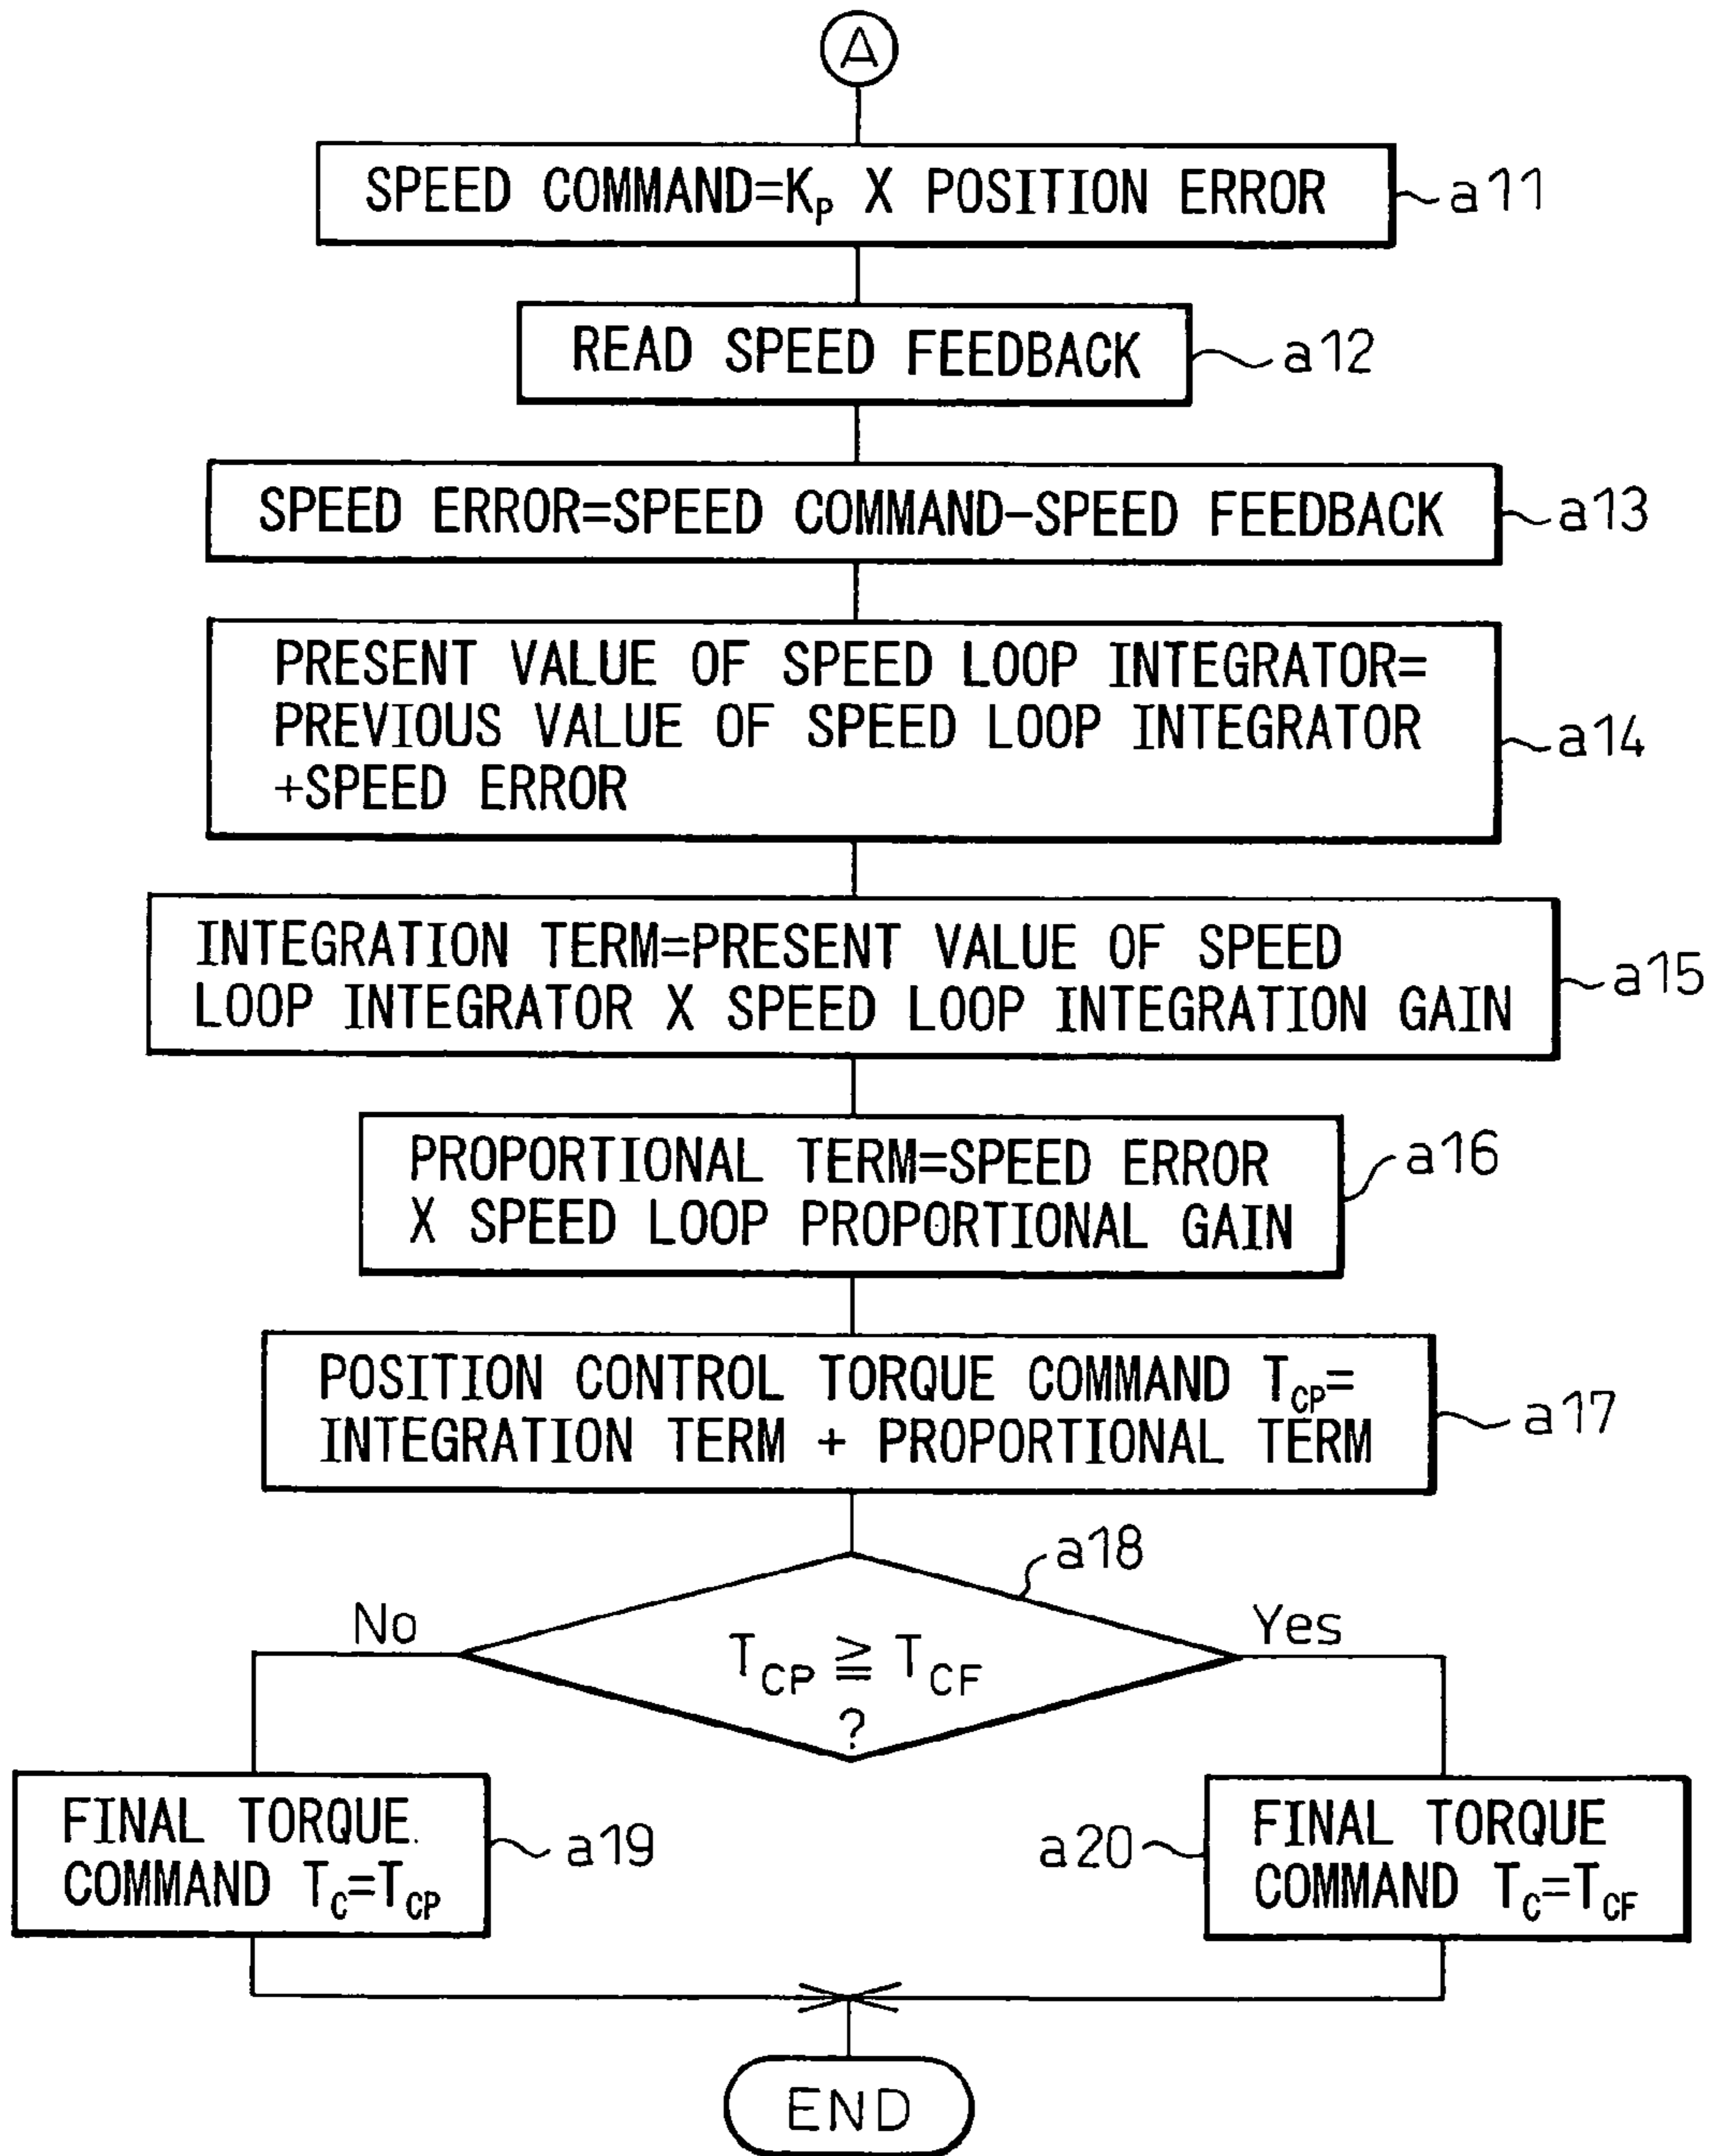 A
SPEED COMMAND=KP X POSITION ERROR
a11
READ SPEED FEEDBACK
a12
SPEED ERROR=SPEED COMMAND-SPEED FEEDBACK
a13
PRESENT VALUE OF SPEED LOOP INTEGRATOR=
PREVIOUS VALUE OF SPEED LOOP INTEGRATOR
+SPEED ERROR
a14
INTEGRATION TERM=PRESENT VALUE OF SPEED
LOOP INTEGRATOR X SPEED LOOP INTEGRATION GAIN
a15
PROPORTIONAL TERM=SPEED ERROR
X SPEED LOOP PROPORTIONAL GAIN
a16
POSITION CONTROL TORQUE COMMAND TCP=
INTEGRATION TERM + PROPORTIONAL TERM
a17
a18
No
TCP ≧ TCF
?
Yes
FINAL TORQUE
COMMAND TC=TCP
a19
a20
FINAL TORQUE
COMMAND TC=TCF
END